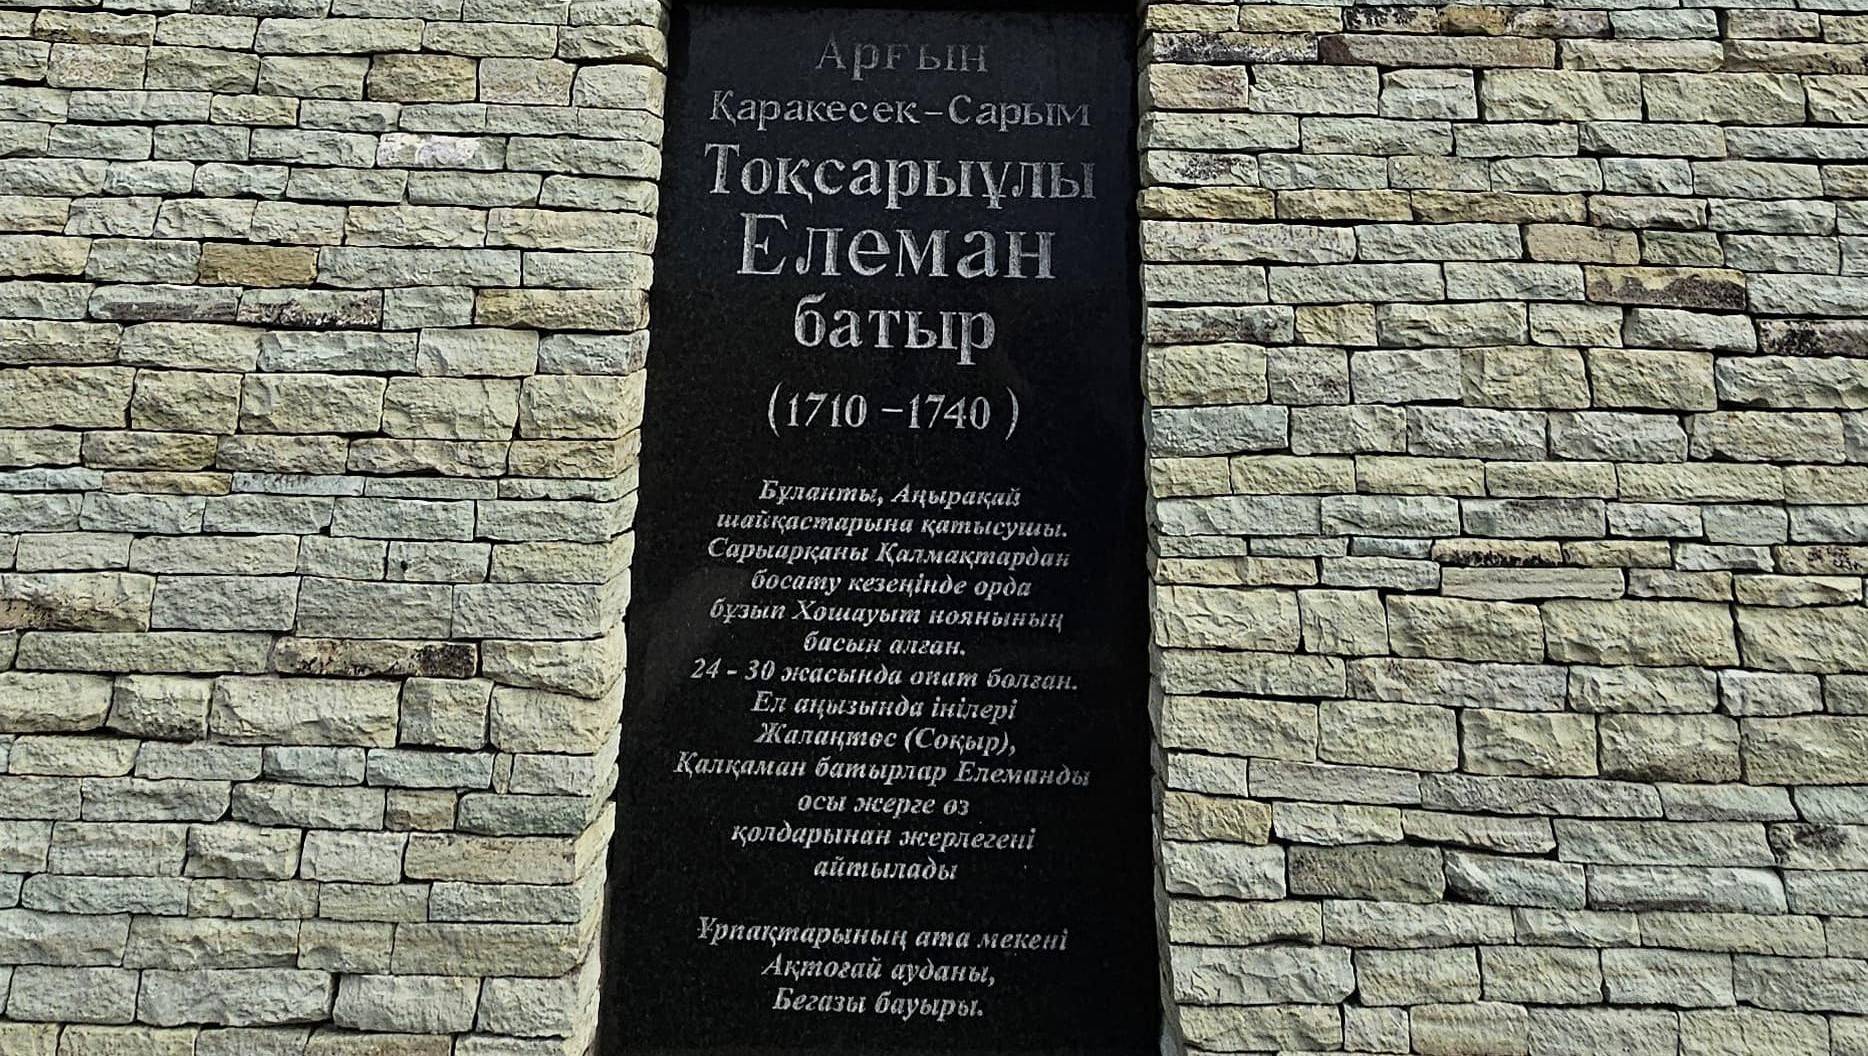 Арғын
Қаракесек-Сарым
Тоқсарыұлы
Елеман
батыр
(1710 -1740 )
Бұланты, Аңырақай
шайқастарына қатысушы.
Сарыарқаны Қалмақтардан
босату кезеңінде орда
бұзып Хошауыт ноянының
басын алған.
24 - 30 жасында опат болған.
Ел аңызында інілері
Жалаңтөс (Соқыр),
Қалқаман батырлар Елеманды
осы жерге өз
қолдарынан жерлегені
айтылады
Ұрпақтарының ата мекені
Ақтоғай ауданы,
Бегазы бауыры.